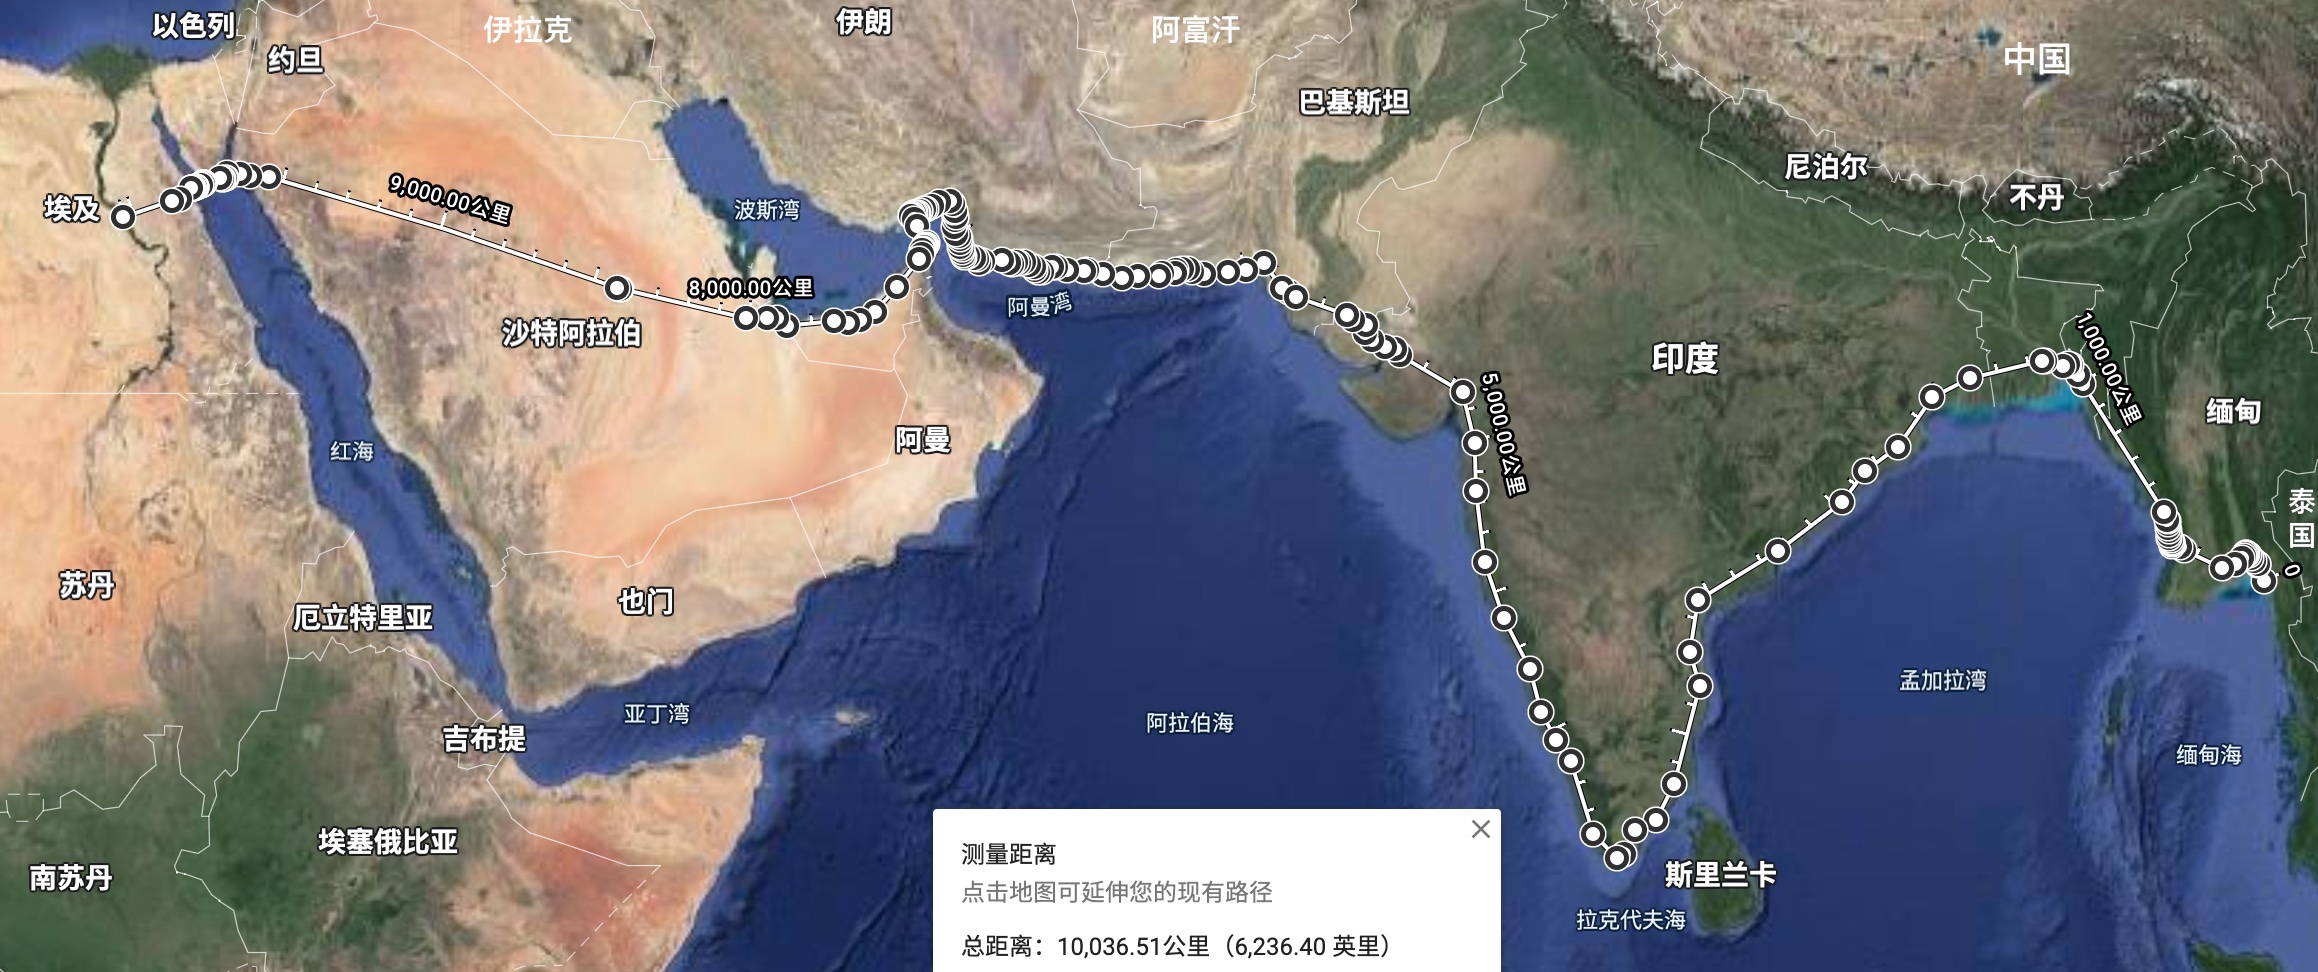 以色列
伊拉克
伊朗
阿富汗
中国
约旦
巴基斯坦
尼泊尔
不丹
埃及
9,000.00公里
波斯湾
8,000.00公里
阿曼湾
沙特阿拉伯
印度
5,000.00公里
1,000.00公里
缅甸
阿曼
红海
泰
国
苏丹
厄立特里亚
也门
0
孟加拉湾
亚丁湾
阿拉伯海
吉布提
缅甸海
埃塞俄比亚
南苏丹
斯里兰卡
拉克代夫海
测量距离
点击地图可延伸您的现有路径
总距离：10,036.51公里（6,236.40 英里）